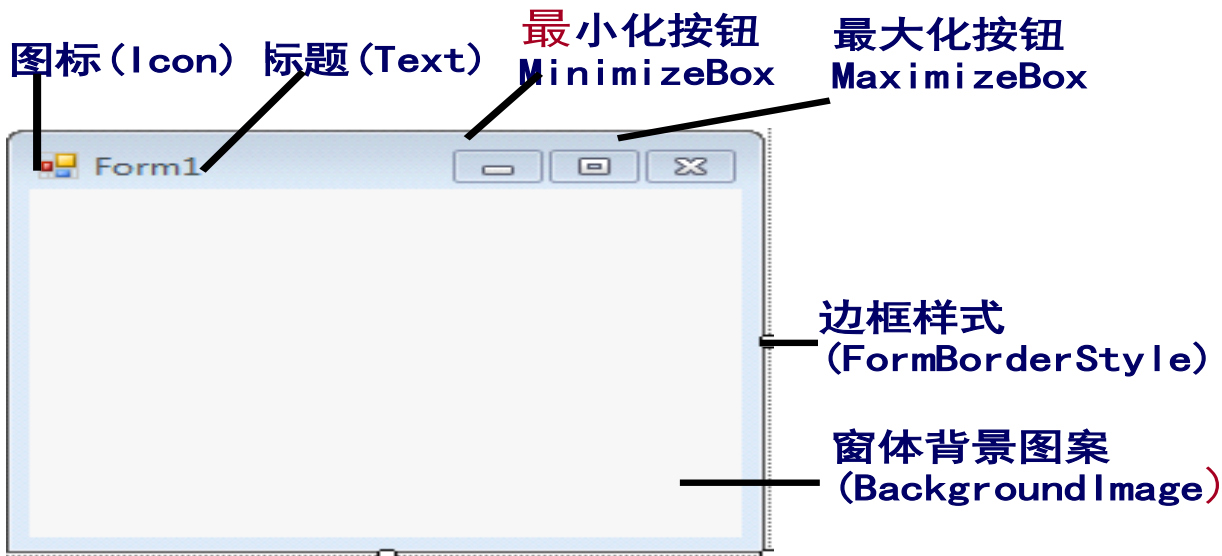 图标(Icon) 标题(Text)
最小化按钮
MinimizeBox
最大化按钮
MaximizeBox
Form1
边框样式
(FormBorderStyle)
窗体背景图案
(BackgroundImage)